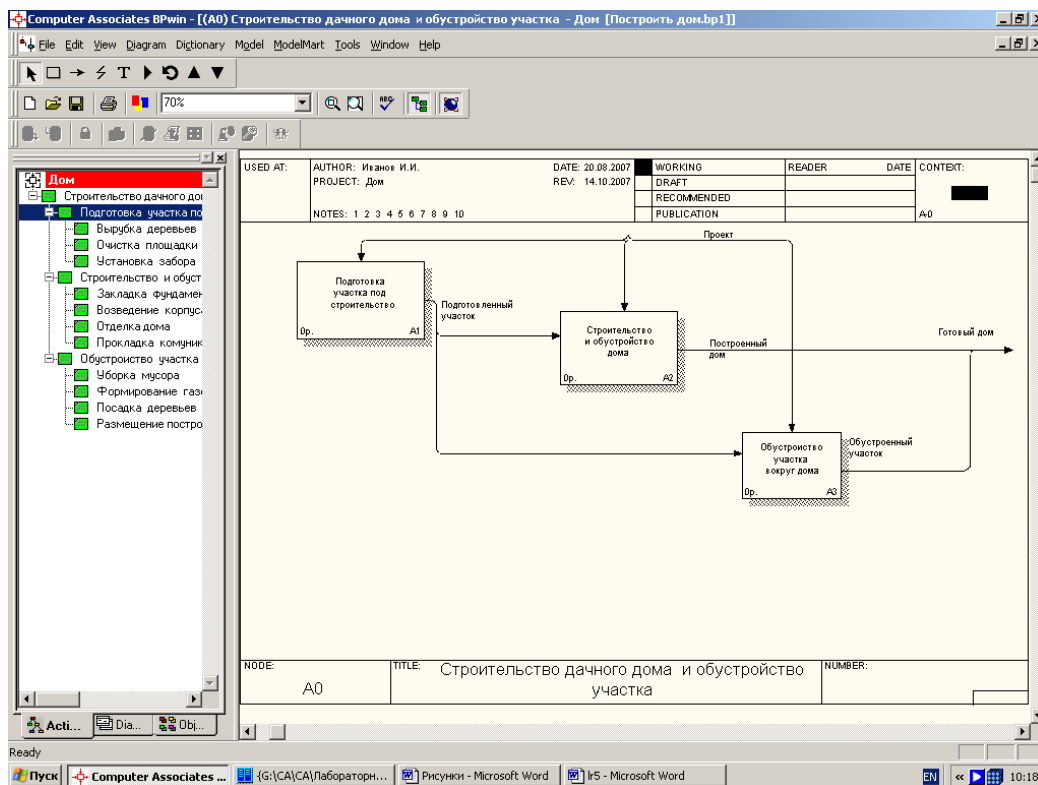 Computer Associates BPwin - [(A0) Строительство дачного дома и обустройство участка - Дом [Построить дом.bp1]]
File Edit View Diagram Dictionary Model ModelMart Tools Window Help
T
70%
ABC
Дом
Строительство дачного до
Подготовка участка по
Вырубка деревьев
Очистка площадки
Установка забора
Строительство и обуст
Закладка фундамен
Возведение корпус
Отделка дома
Прокладка комуник
Обустроиство участка
Уборка мусора
Формирование газ
Посадка деревьев
Размещение постро
Acti... Dia... Obj...
USED AT:
AUTHOR: Иванов И.И.
DATE: 20.08.2007
PROJECT: Дом
REV: 14.10.2007
NOTES: 1 2 3 4 5 6 7 8 9 10
WORKING
DRAFT
RECOMMENDED
PUBLICATION
READER DATE
CONTEXT:
A-0
Проект
Подготовка
участка под
строительство
0р. A1
Подготовленный
участок
Строительство
и обустройство
дома
0р. A2
Построенный
дом
Готовый дом
Обустроиство
участка
вокруг дома
0р. A3
Обустроенный
участок
NODE:
A0
TITLE:
Строительство дачного дома и обустройство
участка
NUMBER:
Ready
Пуск
Computer Associates ...
{G:\CA\CA\Лабораторн...
Рисунки - Microsoft Word
lr5 - Microsoft Word
EN
«
10:18